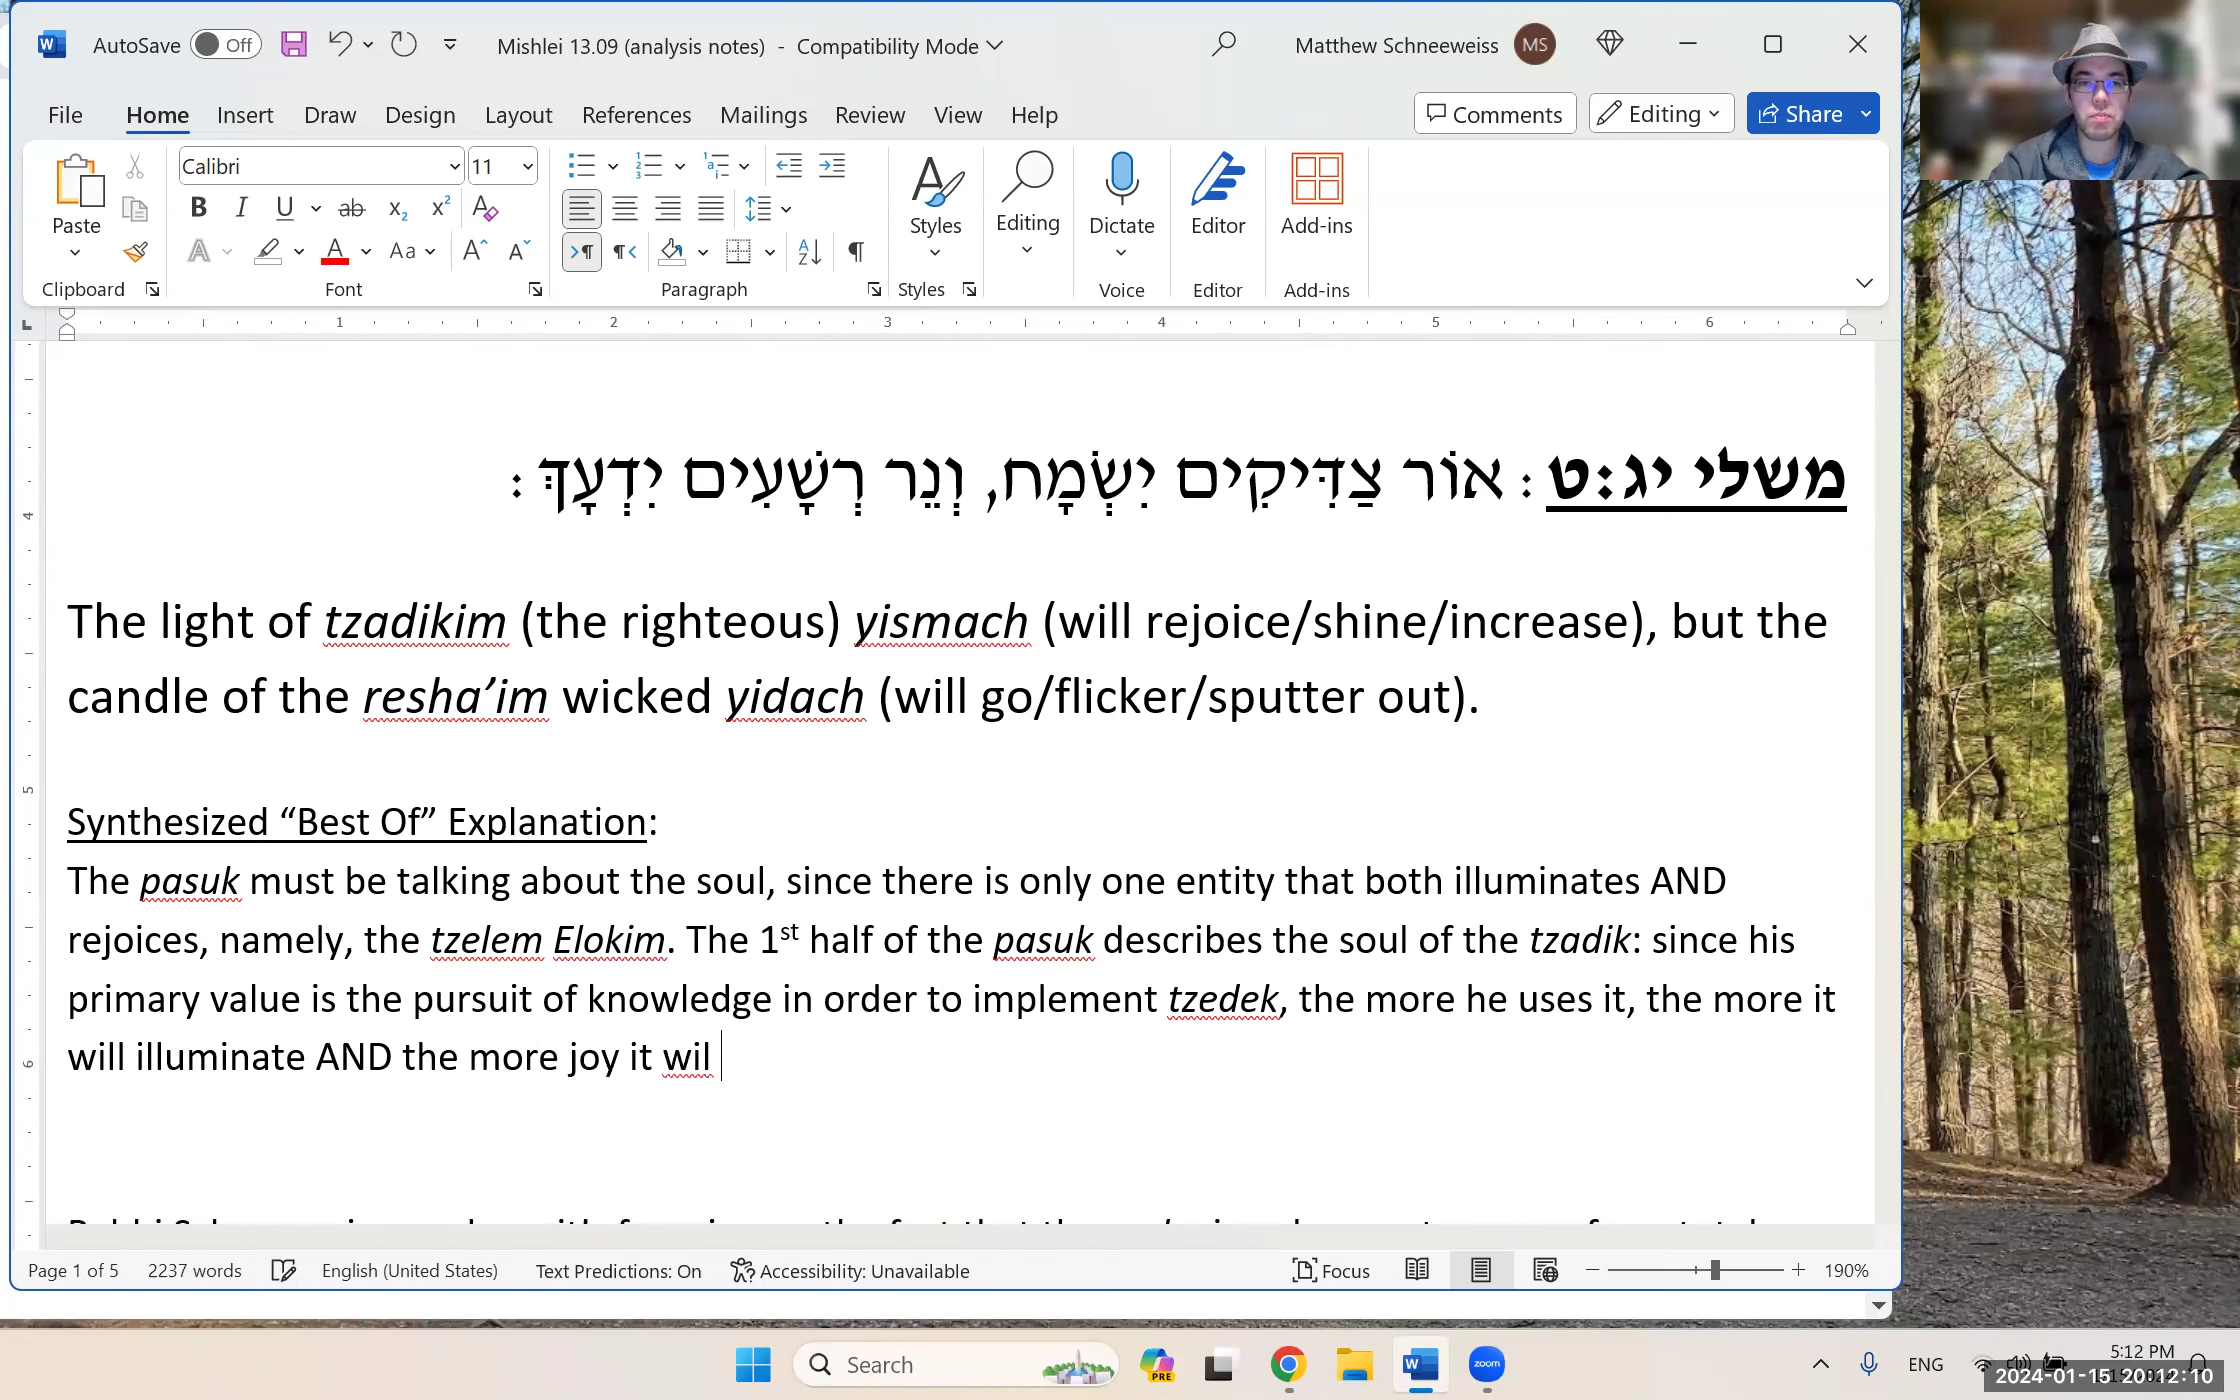 AutoSave Off Mishlei 13.09 (analysis notes) - Compatibility Mode Matthew Schneeweiss MS
File Home Insert Draw Design Layout References Mailings Review View Help Comments Editing Share
Calibri 11
Paste Styles Editing Dictate Editor Add-ins
Clipboard Font Paragraph Styles Voice Editor Add-ins
1 2 3 4 5 6
משלי יג:ט: אוֹר צַדִּיקִים יִשְׂמָח, וְנֵר רְשָׁעִים יִדְעָךְ:
The light of tzadikim (the righteous) yismach (will rejoice/shine/increase), but the
candle of the resha’im wicked yidach (will go/flicker/sputter out).
Synthesized “Best Of” Explanation:
The pasuk must be talking about the soul, since there is only one entity that both illuminates AND
rejoices, namely, the tzelem Elokim. The 1st half of the pasuk describes the soul of the tzadik: since his
primary value is the pursuit of knowledge in order to implement tzedek, the more he uses it, the more it
will illuminate AND the more joy it wil
Page 1 of 5 2237 words English (United States) Text Predictions: On Accessibility: Unavailable Focus 190%
Search PRE zoom ENG 5:12 PM
2024-01-15 20:12:10